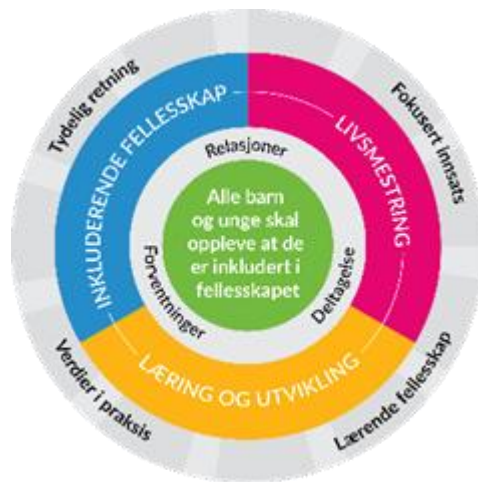 Tydelig retning
Fokusert innsats
INKLUDERENDE FELLESSKAP
LIVSMESTRING
Relasjoner
Alle barn
og unge skal
oppleve at de
er inkludert i
fellesskapet
Forventninger
Deltagelse
LÆRING OG UTVIKLING
Verdier i praksis
Lærende fellesskap